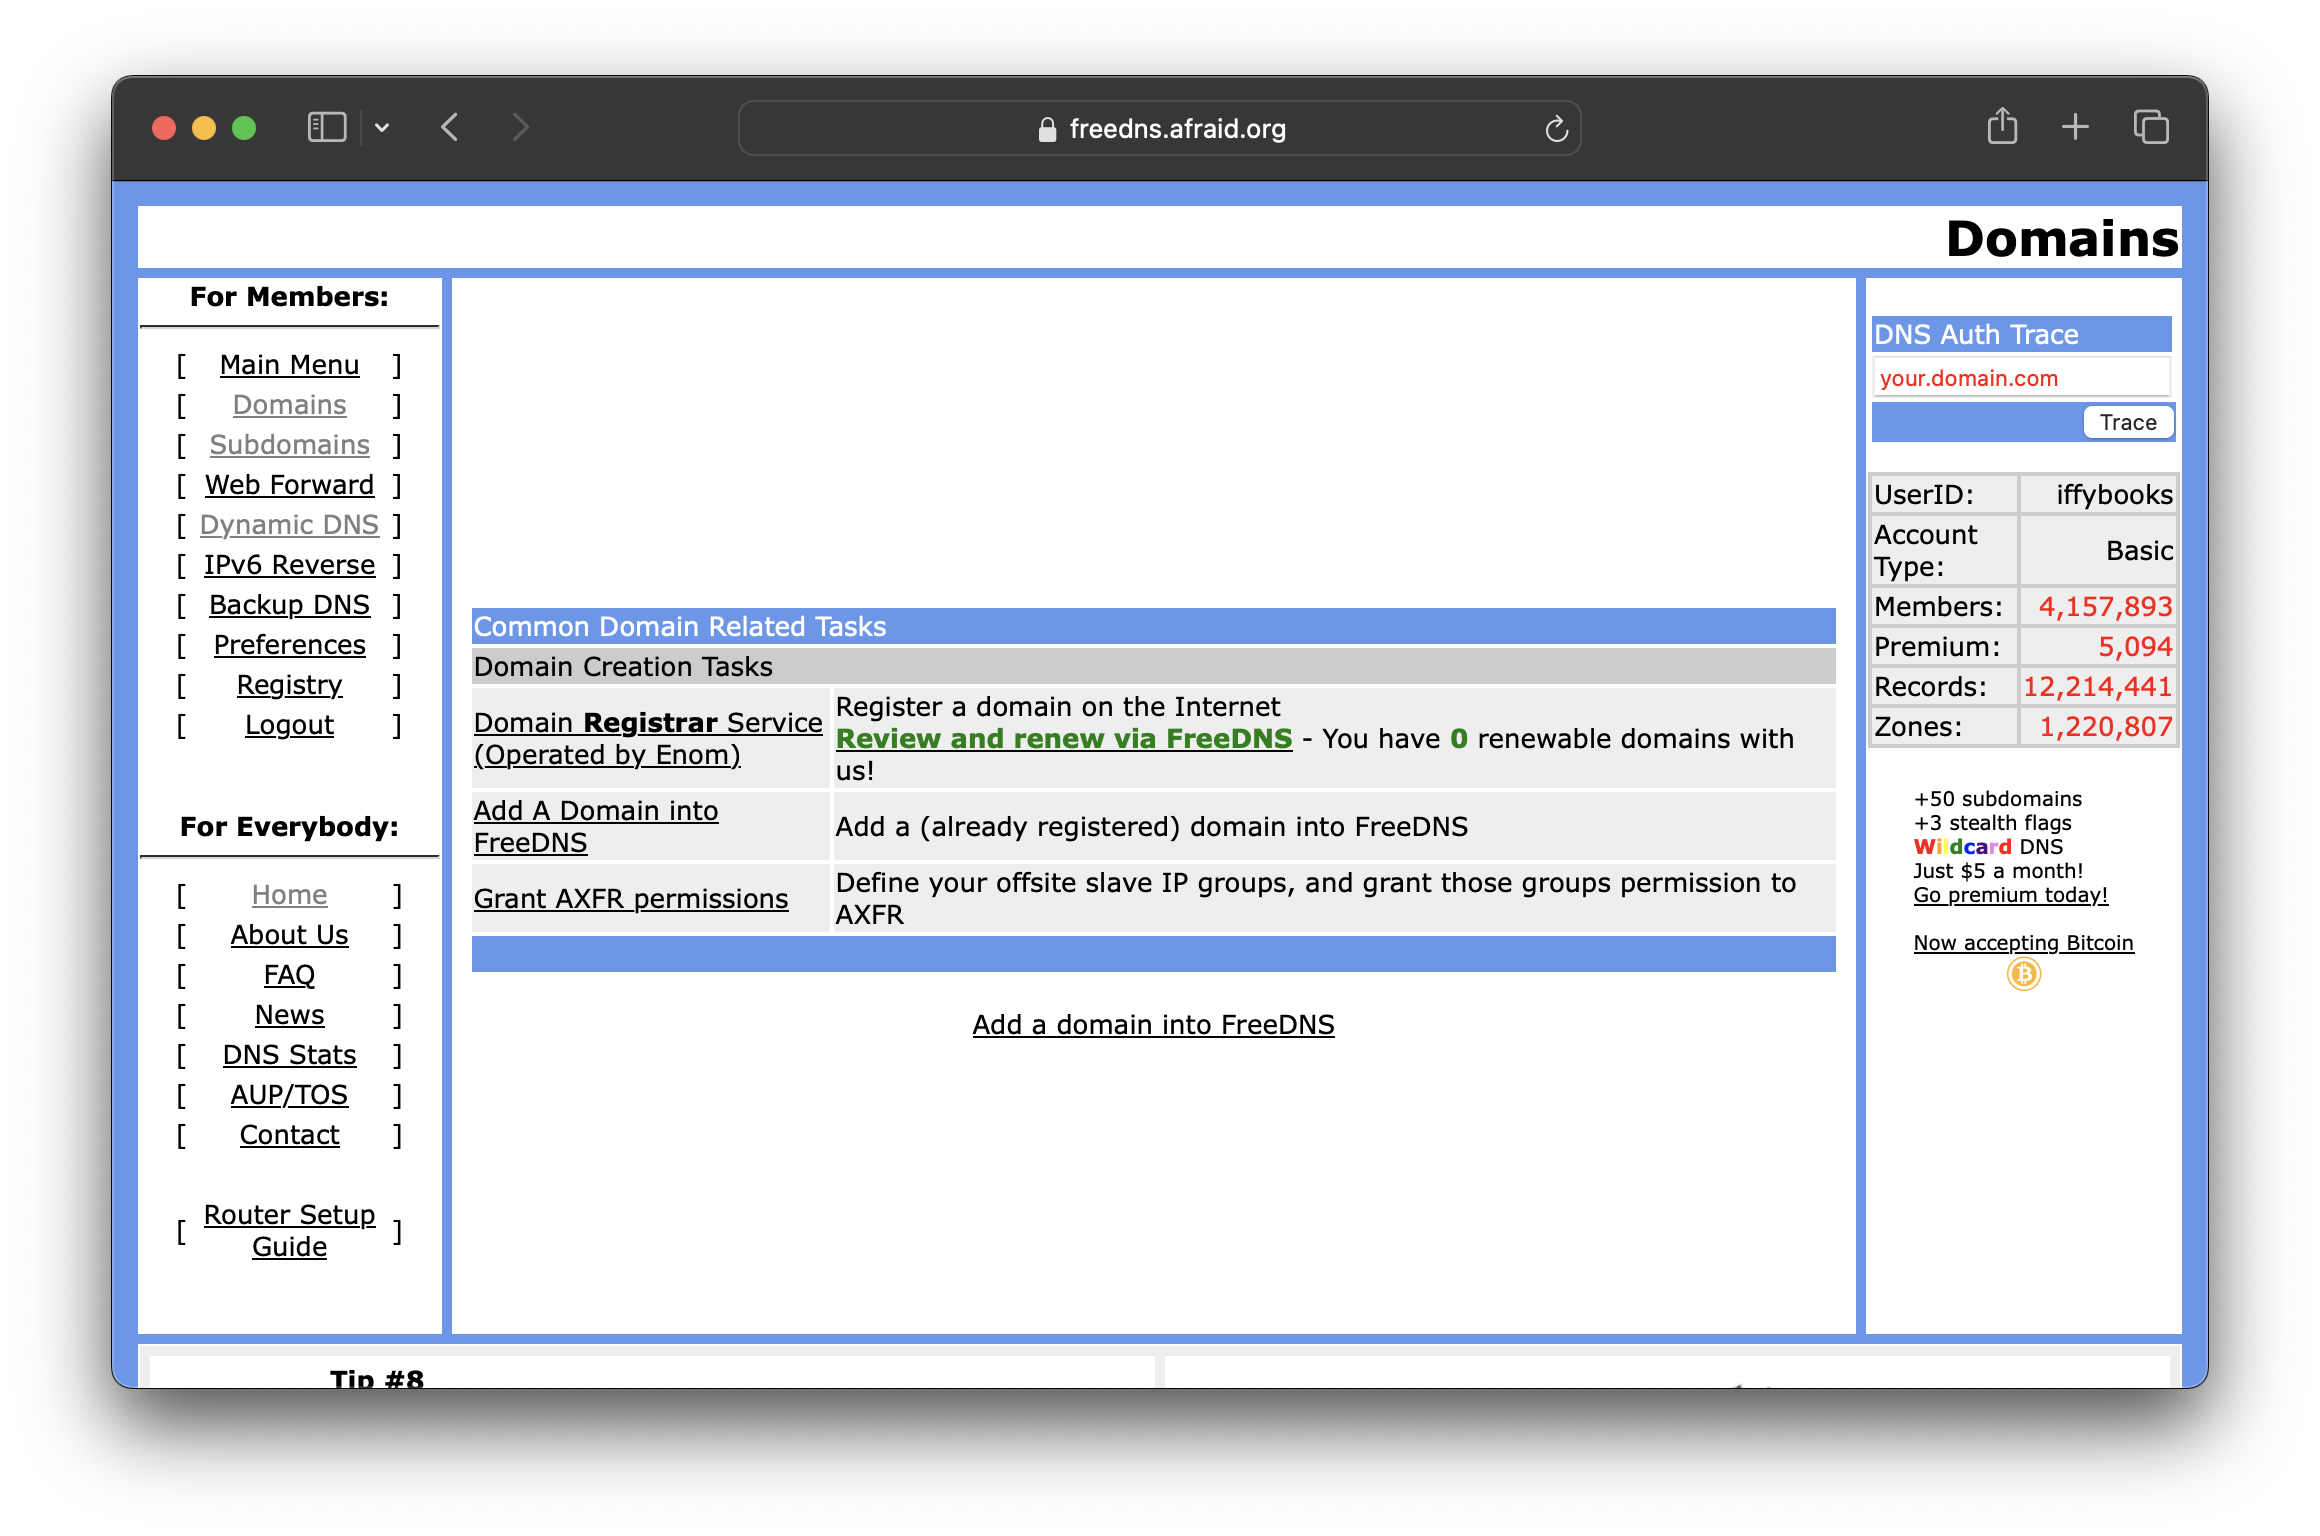 freedns.afraid.org
Domains
For Members:
[ Main Menu ]
[ Domains ]
[ Subdomains ]
[ Web Forward ]
[ Dynamic DNS ]
[ IPv6 Reverse ]
[ Backup DNS ]
[ Preferences ]
[ Registry ]
[ Logout ]
For Everybody:
[ Home ]
[ About Us ]
[ FAQ ]
[ News ]
[ DNS Stats ]
[ AUP/TOS ]
[ Contact ]
[ Router Setup
Guide ]
Common Domain Related Tasks
Domain Creation Tasks
Domain Registrar Service
(Operated by Enom)
Register a domain on the Internet
Review and renew via FreeDNS - You have 0 renewable domains with
us!
Add A Domain into
FreeDNS
Add a (already registered) domain into FreeDNS
Grant AXFR permissions
Define your offsite slave IP groups, and grant those groups permission to
AXFR
Add a domain into FreeDNS
DNS Auth Trace
your.domain.com
Trace
UserID: iffybooks
Account
Type: Basic
Members: 4,157,893
Premium: 5,094
Records: 12,214,441
Zones: 1,220,807
+50 subdomains
+3 stealth flags
Wildcard DNS
Just $5 a month!
Go premium today!
Now accepting Bitcoin
Tip #8